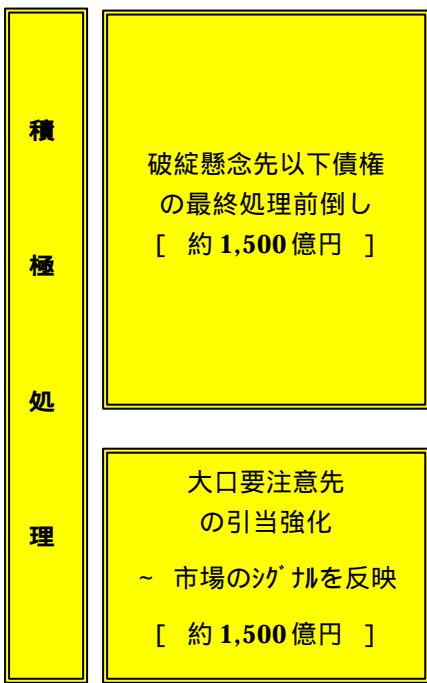 積極処理
破綻懸念先以下債権
の最終処理前倒し
[ 約 1,500 億円 ]
大口要注意先
の引当強化
~ 市場のｼｸﾞﾅﾙを反映
[ 約 1,500 億円 ]